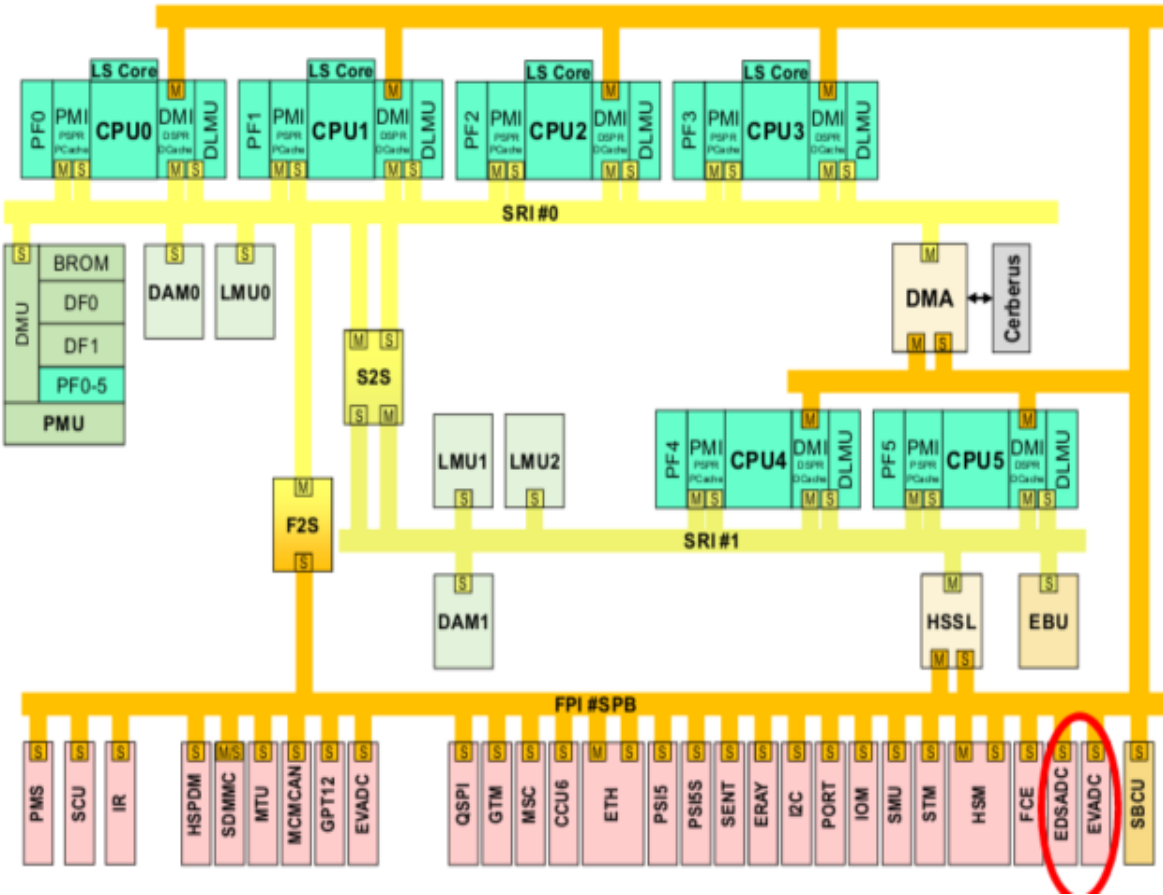 LS Core
LS Core
LS Core
LS Core
PF0
PMI
PSPR
PCache
CPU0
M
DMI
DSPR
DCache
DLMU
M S
M S
PF1
PMI
PSPR
PCache
CPU1
M
DMI
DSPR
DCache
DLMU
M S
M S
PF2
PMI
PSPR
PCache
CPU2
M
DMI
DSPR
DCache
DLMU
M S
M S
PF3
PMI
PSPR
PCache
CPU3
M
DMI
DSPR
DCache
DLMU
M S
M S
SRI #0
S
DMU
BROM
DF0
DF1
PF0-5
PMU
S
DAM0
S
LMU0
M
DMA
M S
Cerberus
M S
S2S
S M
LMU1
S
LMU2
S
PF4
PMI
PSPR
PCache
CPU4
M
DMI
DSPR
DCache
DLMU
M S
M S
PF5
PMI
PSPR
PCache
CPU5
M
DMI
DSPR
DCache
DLMU
M S
M S
M
F2S
S
SRI #1
S
DAM1
M
HSSL
M S
S
EBU
FPI #SPB
S
PMS
S
SCU
S
IR
S
HSPDM
M/S
SDMMC
S
MTU
S
MCMCAN
S
GPT12
S
EVADC
S
QSPI
S
GTM
S
MSC
S
CCU6
M S
ETH
S
PSI5
S
PSI5S
S
SENT
S
ERAY
S
I2C
S
PORT
S
IOM
S
SMU
S
STM
M S
HSM
S
FCE
S
EDSADC
S
EVADC
S
SBCU